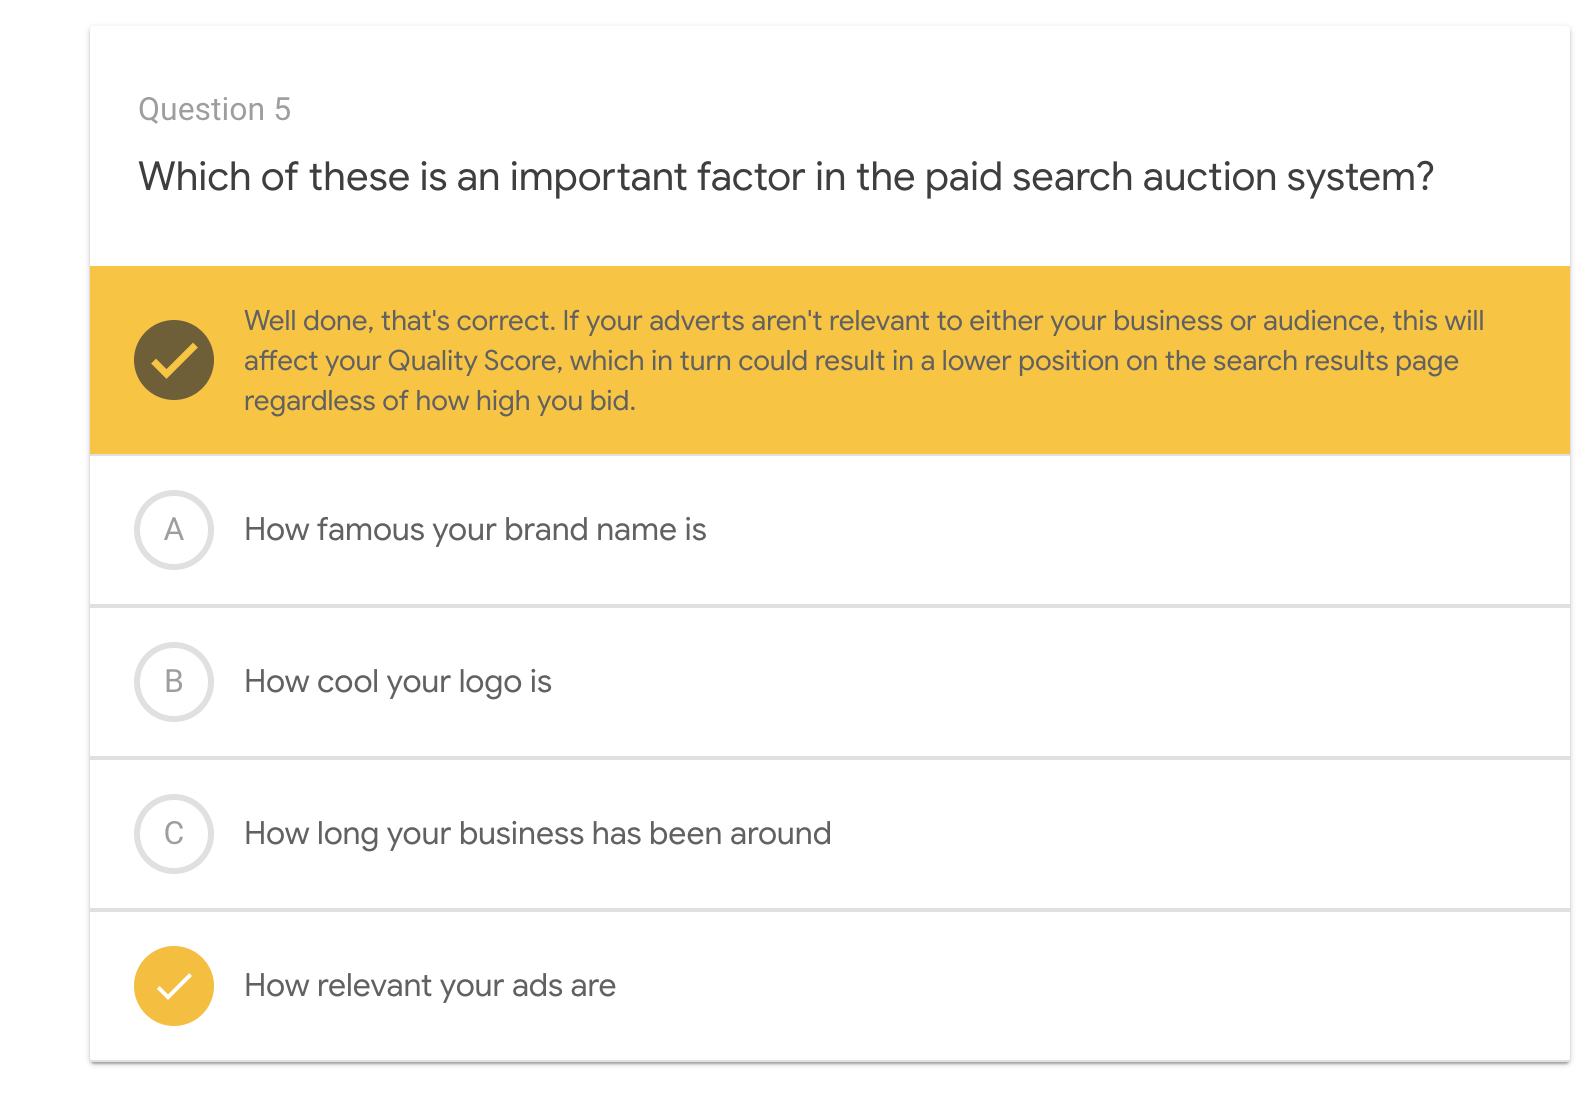 Question 5
Which of these is an important factor in the paid search auction system?
Well done, that's correct. If your adverts aren't relevant to either your business or audience, this will
affect your Quality Score, which in turn could result in a lower position on the search results page
regardless of how high you bid.
A How famous your brand name is
B How cool your logo is
C How long your business has been around
How relevant your ads are